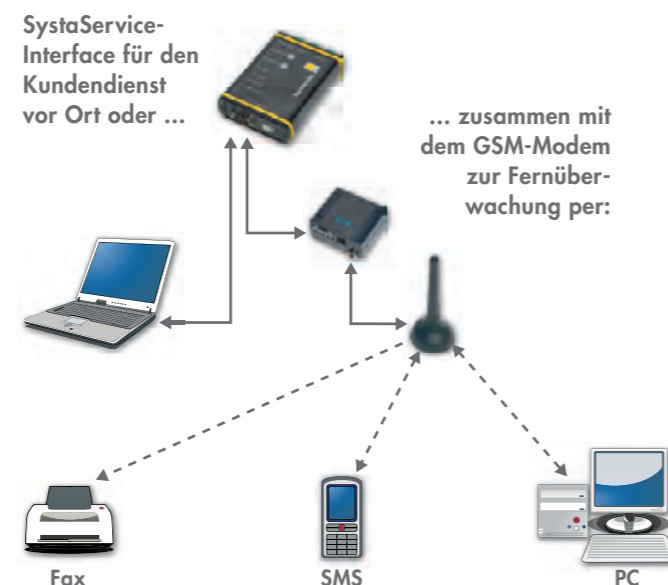 SystaService-
Interface für den
Kundendienst
vor Ort oder ...
... zusammen mit
dem GSM-Modem
zur Fernüber-
wachung per:
Fax
SMS
PC